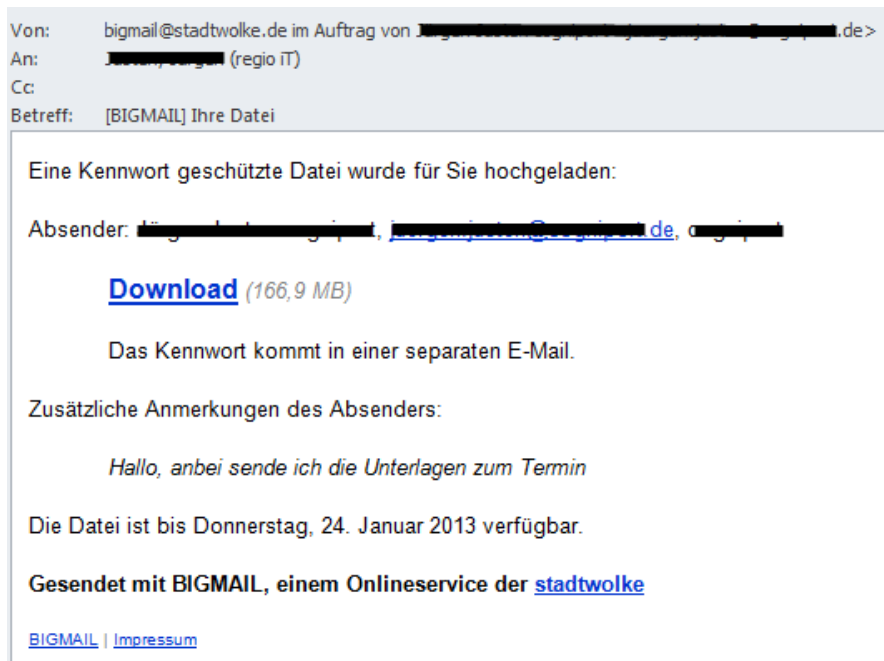 Von: bigmail@stadtwolke.de im Auftrag von .de>
An: (regio iT)
Cc:
Betreff: [BIGMAIL] Ihre Datei
Eine Kennwort geschützte Datei wurde für Sie hochgeladen:
Absender: , de,
Download (166,9 MB)
Das Kennwort kommt in einer separaten E-Mail.
Zusätzliche Anmerkungen des Absenders:
Hallo, anbei sende ich die Unterlagen zum Termin
Die Datei ist bis Donnerstag, 24. Januar 2013 verfügbar.
Gesendet mit BIGMAIL, einem Onlineservice der stadtwolke
BIGMAIL | Impressum